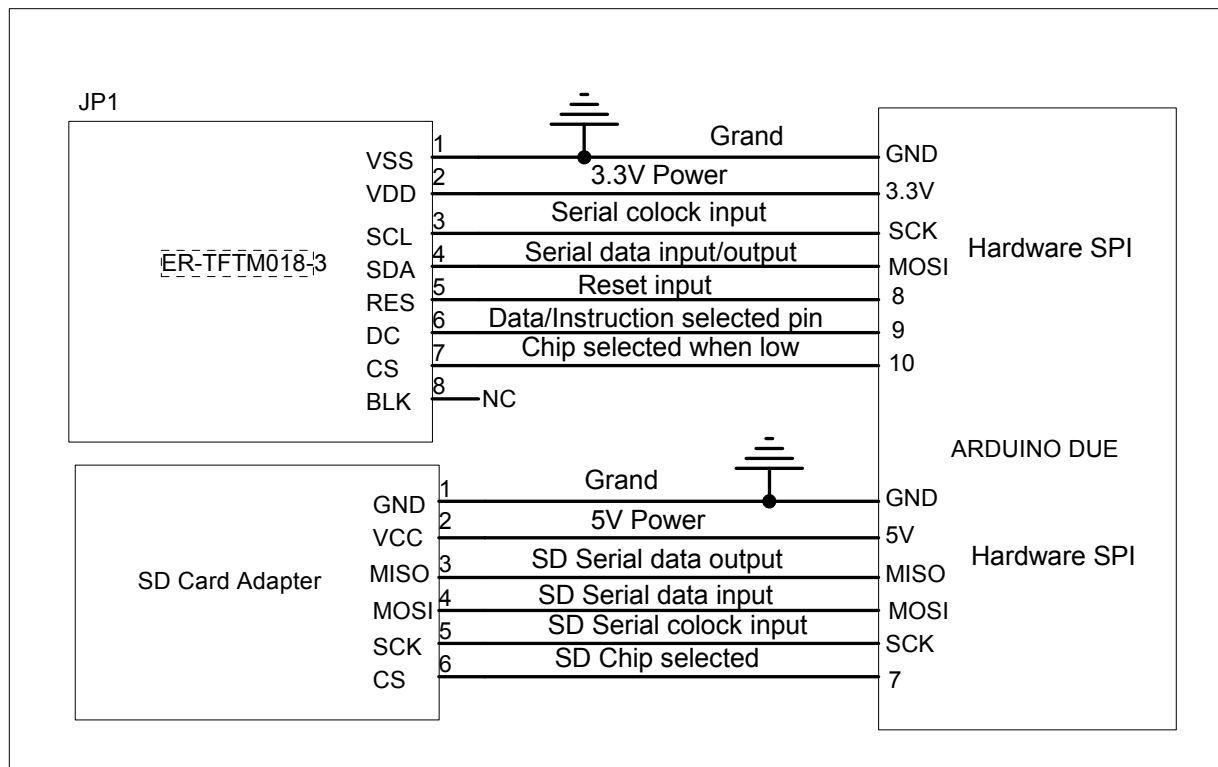 JP1
ER-TFTM018-3
VSS 1 Grand GND
VDD 2 3.3V Power 3.3V
SCL 3 Serial colock input SCK
SDA 4 Serial data input/output MOSI
RES 5 Reset input 8
DC 6 Data/Instruction selected pin 9
CS 7 Chip selected when low 10
BLK 8 NC
Hardware SPI
ARDUINO DUE
SD Card Adapter
GND 1 Grand GND
VCC 2 5V Power 5V
MISO 3 SD Serial data output MISO
MOSI 4 SD Serial data input MOSI
SCK 5 SD Serial colock input SCK
CS 6 SD Chip selected 7
Hardware SPI